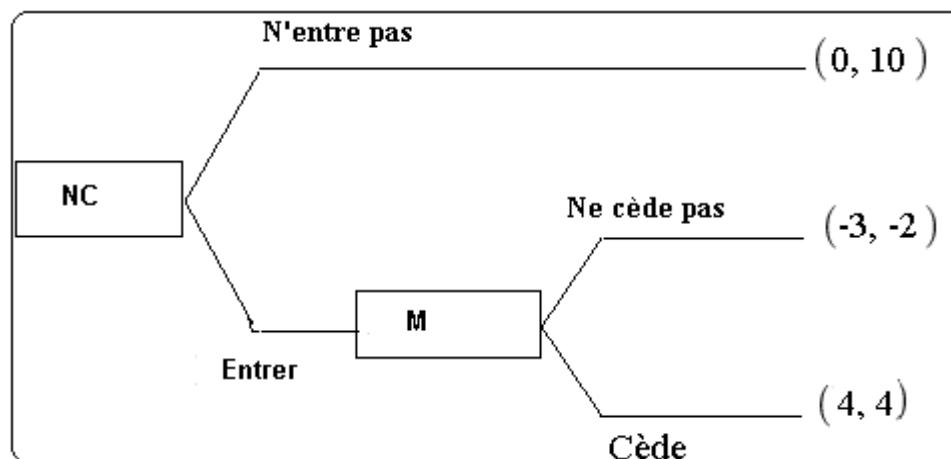 N'entre pas
(0, 10 )
NC
Ne cède pas
(-3, -2 )
M
Entrer
(4, 4)
Cède